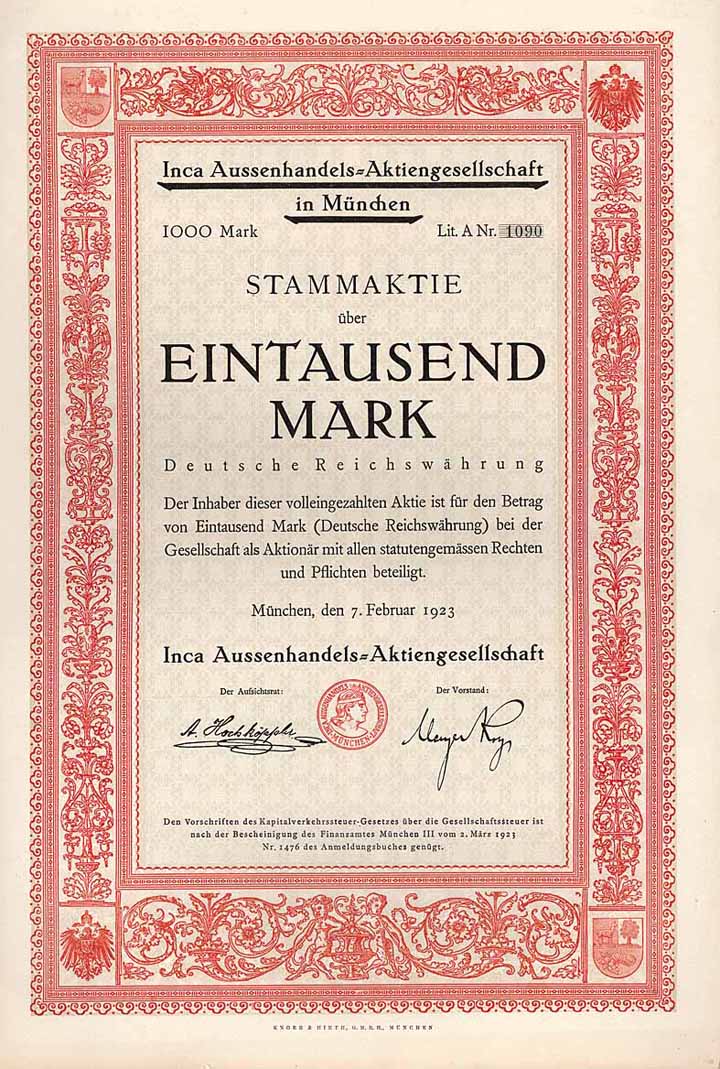 Inca Aussenhandels-Aktiengesellschaft
in München
1000 Mark Lit. A Nr. 1090
STAMMAKTIE
über
EINTAUSEND
MARK
Deutsche Reichswährung
Der Inhaber dieser volleingezahlten Aktie ist für den Betrag
von Eintausend Mark (Deutsche Reichswährung) bei der
Gesellschaft als Aktionär mit allen statutengemässen Rechten
und Pflichten beteiligt.
München, den 7. Februar 1923
Inca Aussenhandels-Aktiengesellschaft
Der Aufsichtsrat: Der Vorstand:
MÜNCHEN
Den Vorschriften des Kapitalverkehrssteuer-Gesetzes über die Gesellschaftssteuer ist
nach der Bescheinigung des Finanzamtes München III vom 2. März 1923
Nr. 1476 des Anmeldungsbuches genügt.
KNORR & HIRTH, G.M.B.H., MÜNCHEN